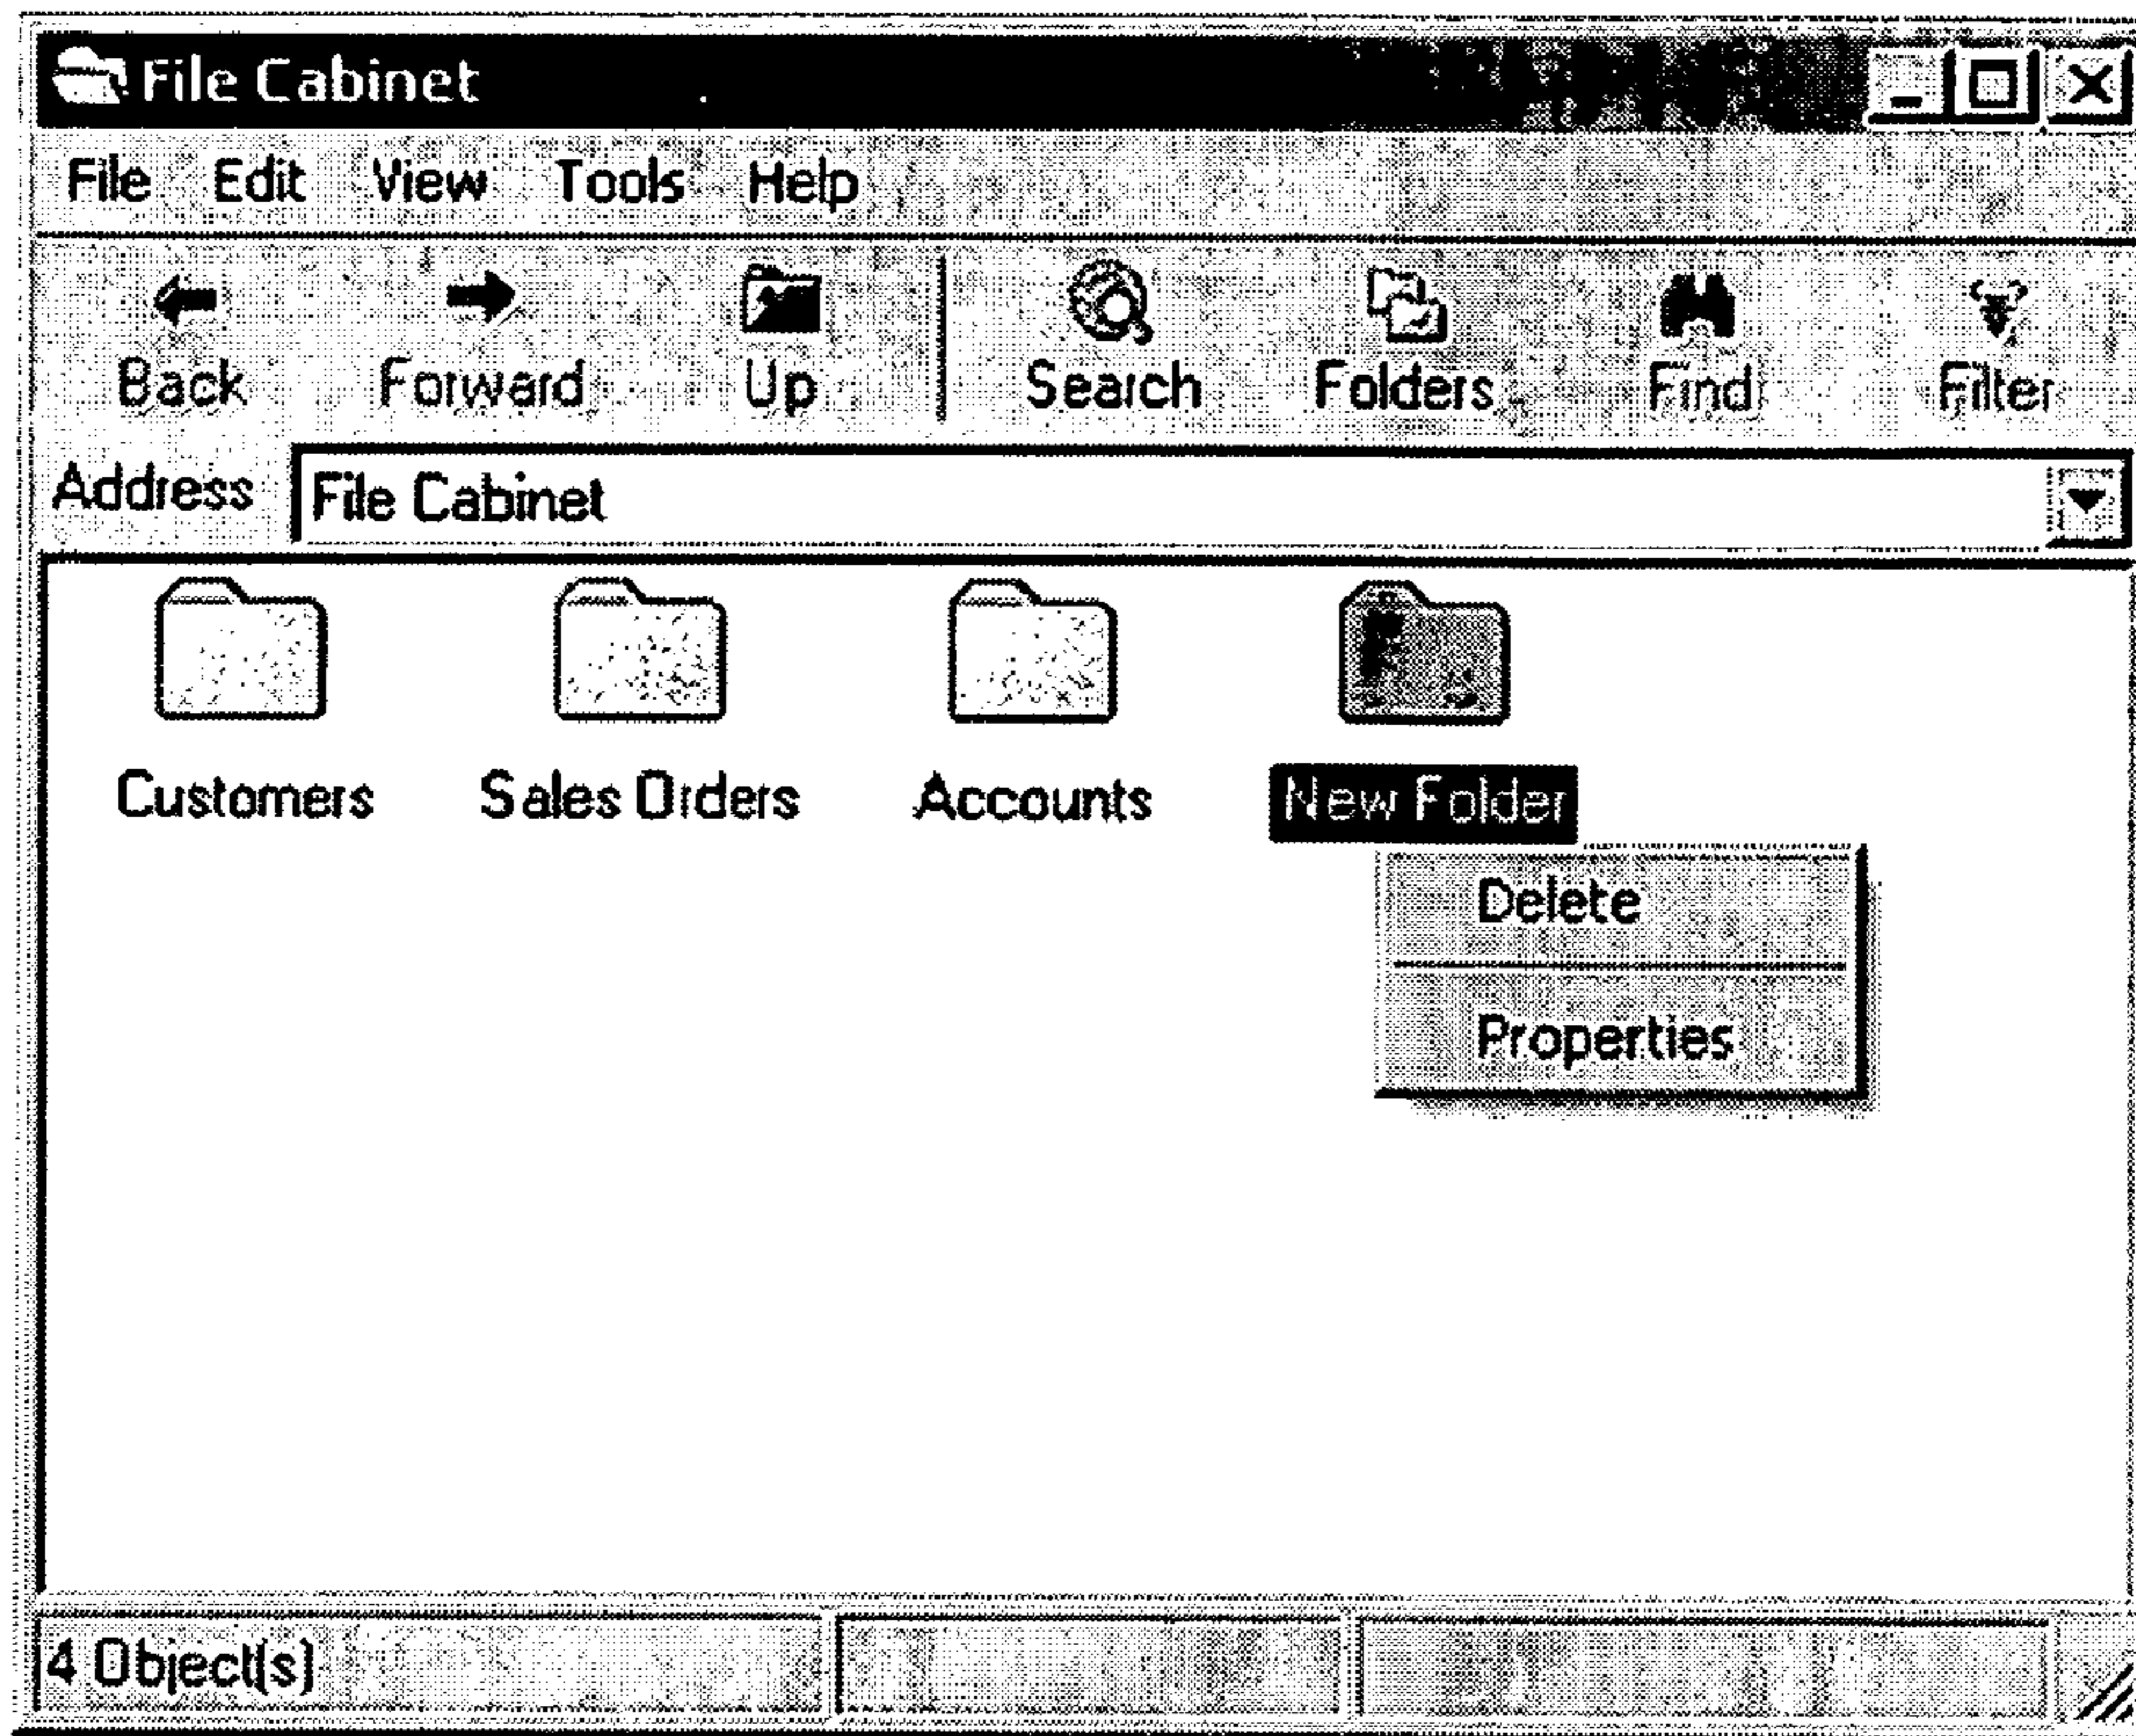 File Cabinet
File Edit View Tools Help
Back Forward Up Search Folders Find Filter
Address File Cabinet
Customers Sales Orders Accounts New Folder
Delete
Properties
4 Object(s)